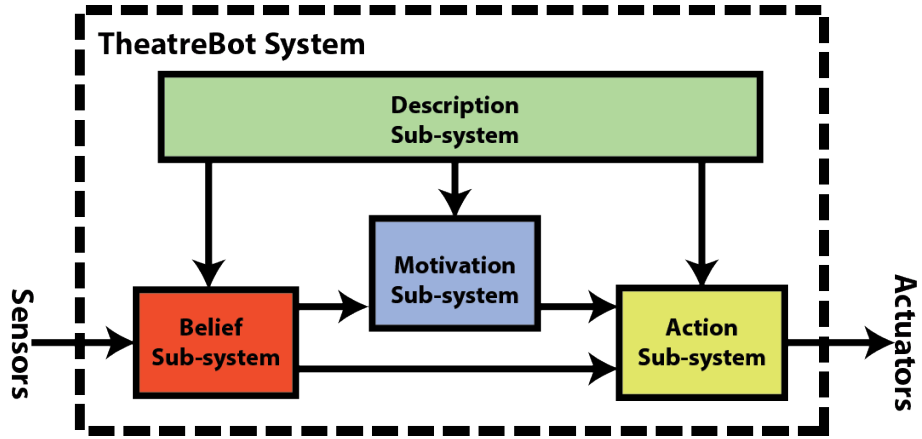 TheatreBot System
Description
Sub-system
Motivation
Sub-system
Sensors
Belief
Sub-system
Action
Sub-system
Actuators